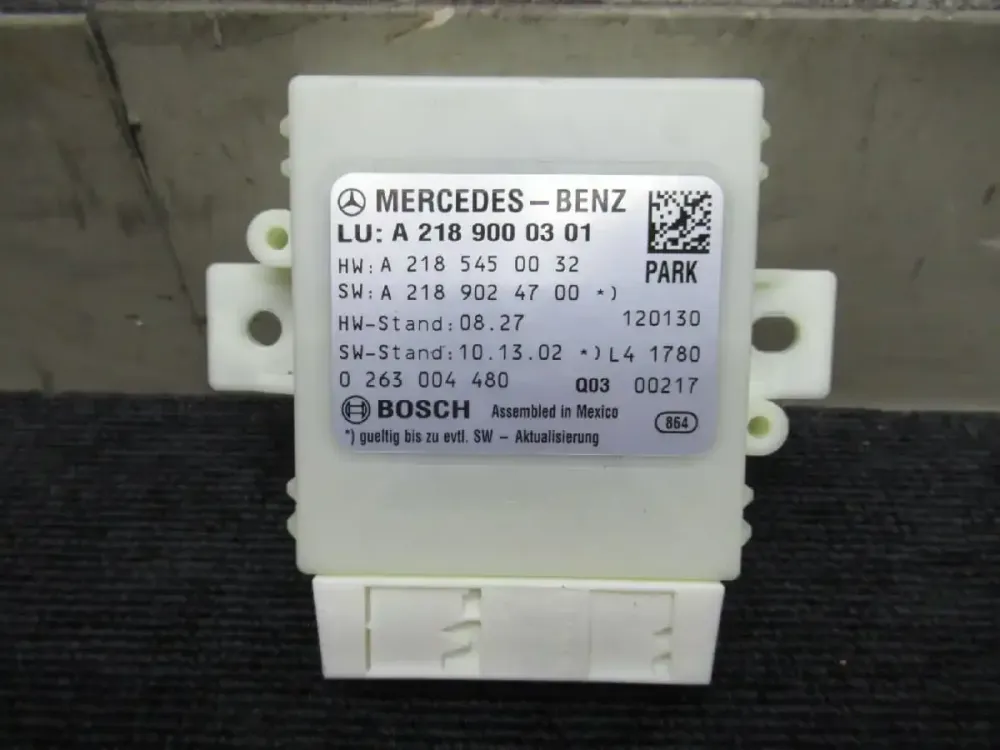 MERCEDES-BENZ
LU: A 218 900 03 01
PARK
HW: A 218 545 00 32
SW: A 218 902 47 00 *)
HW-Stand: 08.27 120130
SW-Stand: 10.13.02 *) L4 1780
0 263 004 480 Q03 00217
BOSCH Assembled in Mexico 864
*) gueltig bis zu evtl. SW - Aktualisierung